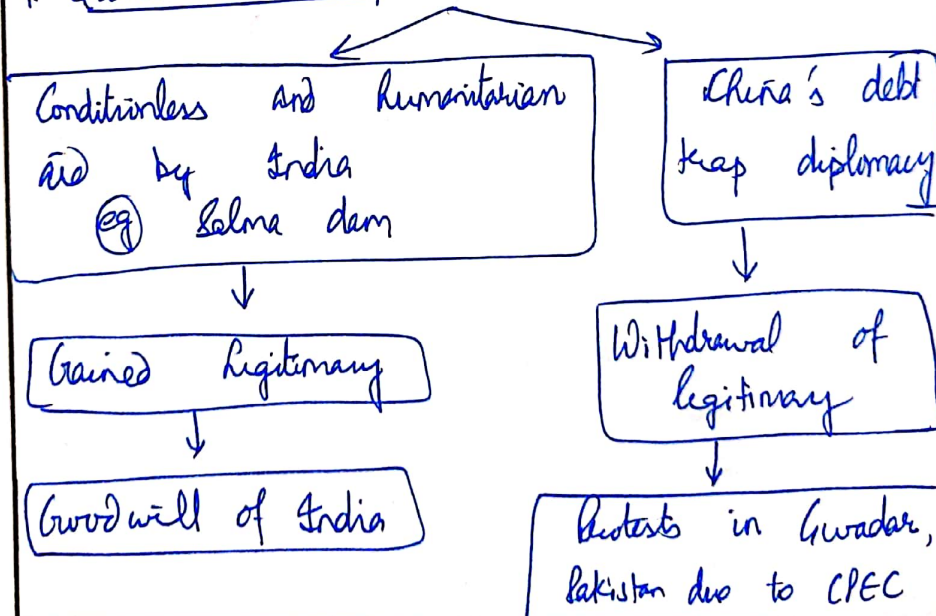 Conditionless and humanitarian
aid by India
eg Salma dam
Gained legitimacy
Goodwill of India
China's debt
trap diplomacy
Withdrawal of
legitimacy
Protests in Gwadar,
Pakistan due to CPEC